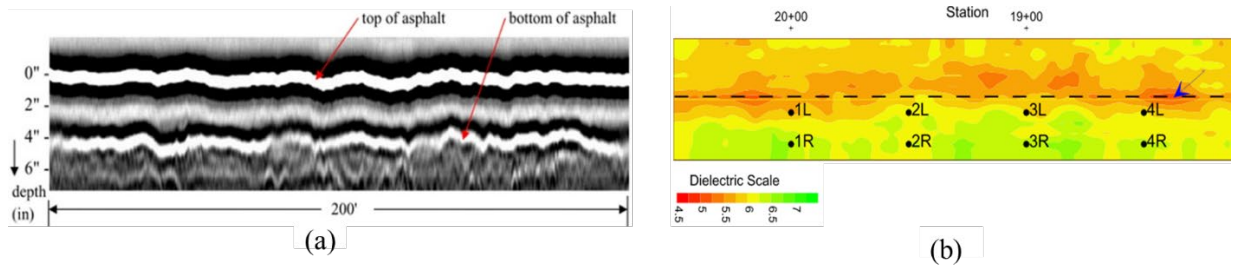 top of asphalt
bottom of asphalt
0"
2"
4"
6"
depth
(in)
200'
(a)
Station
20+00
19+00
1L
2L
3L
4L
1R
2R
3R
4R
Dielectric Scale
4.5
5
5.5
6
6.5
7
(b)